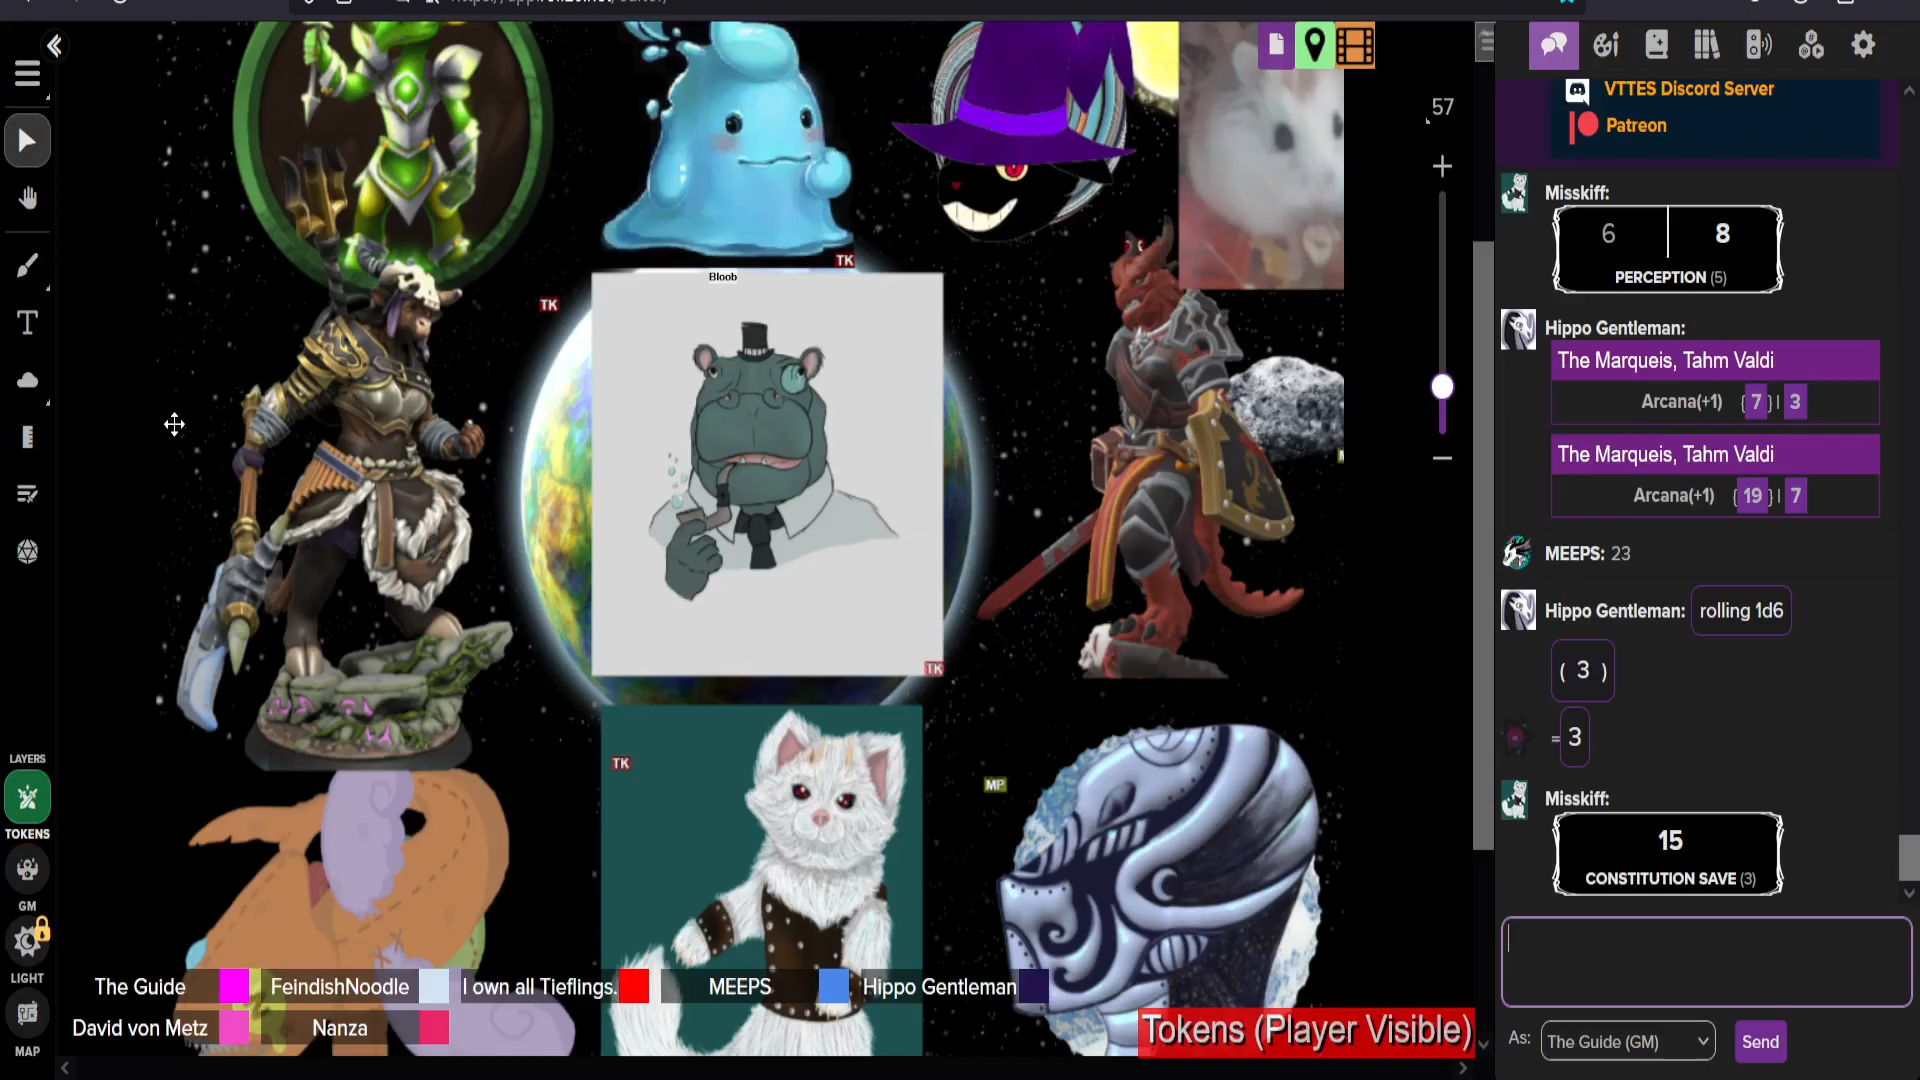 57
VTTES Discord Server
Patreon
Misskiff:
6 8
PERCEPTION (5)
Hippo Gentleman:
The Marqueis, Tahm Valdi
Arcana(+1) {7}| 3
The Marqueis, Tahm Valdi
Arcana(+1) {19}| 7
MEEPS: 23
Hippo Gentleman: rolling 1d6
( 3 )
=3
Misskiff:
15
CONSTITUTION SAVE (3)
As: The Guide (GM) Send
TK
Bloob
TK
TK
TK
MP
LAYERS
TOKENS
GM
LIGHT
MAP
The Guide
FeindishNoodle
I own all Tieflings.
MEEPS
Hippo Gentleman
David von Metz
Nanza
Tokens (Player Visible)